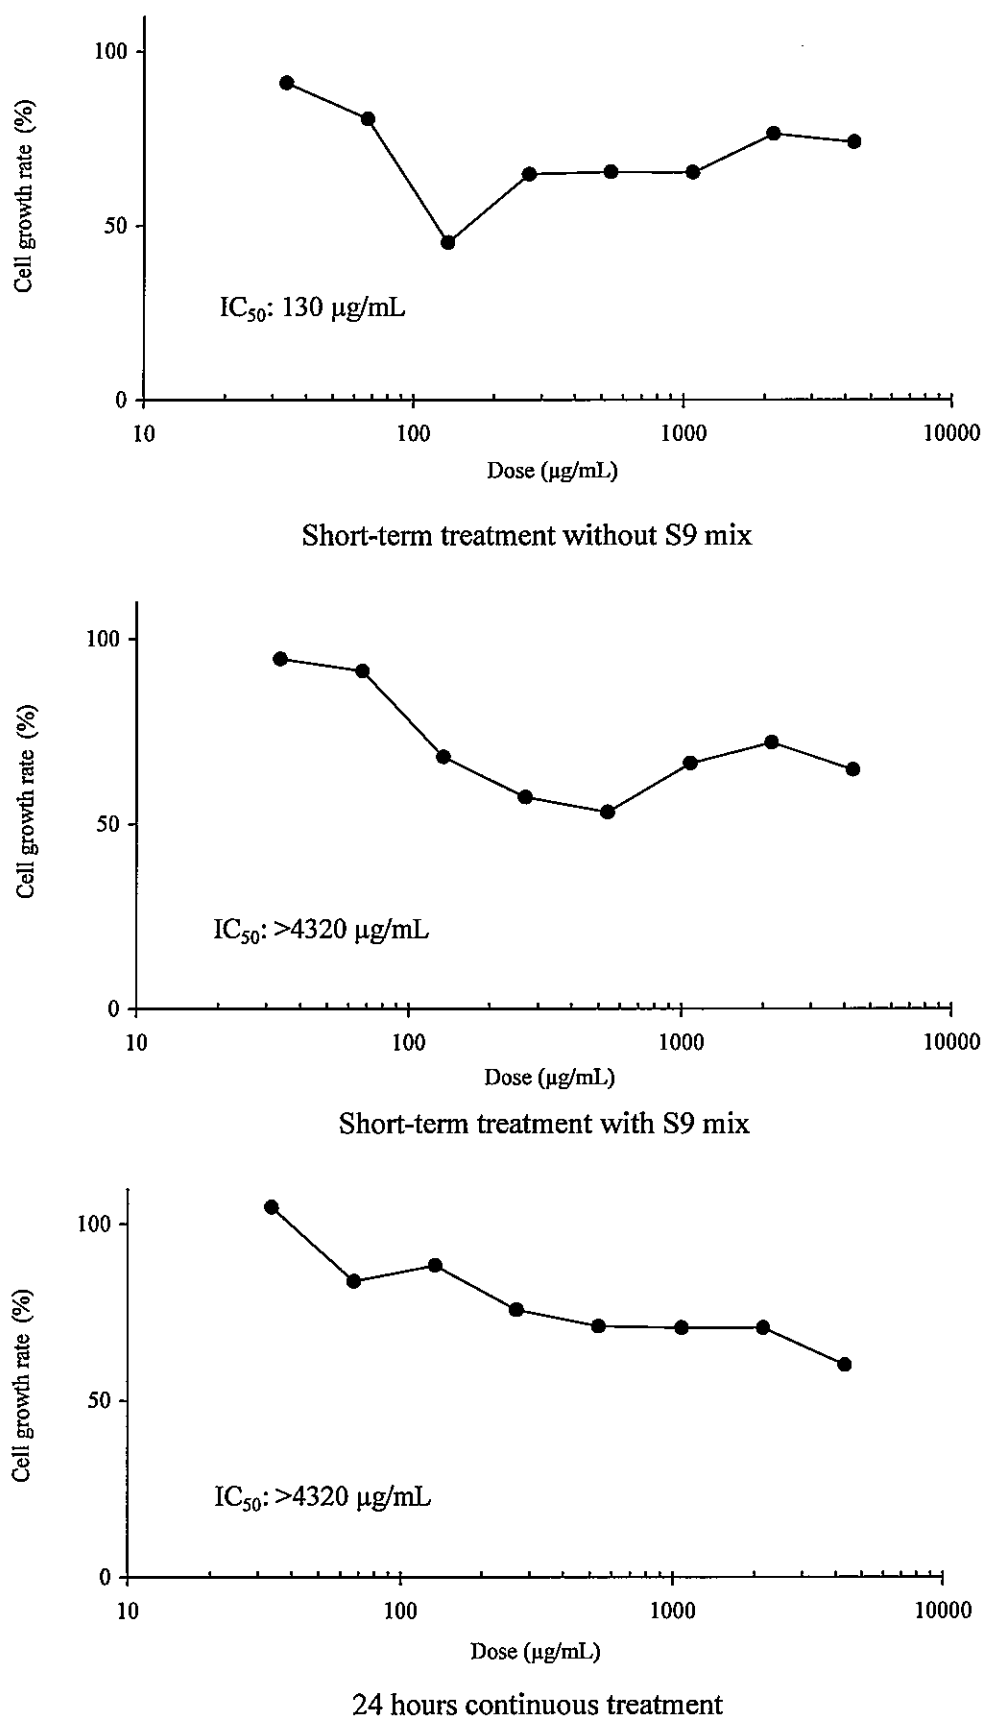 100
50
0
Cell growth rate (%)
IC₅₀: 130 µg/mL
10 100 1000 10000
Dose (µg/mL)
Short-term treatment without S9 mix
100
50
0
Cell growth rate (%)
IC₅₀: >4320 µg/mL
10 100 1000 10000
Dose (µg/mL)
Short-term treatment with S9 mix
100
50
0
Cell growth rate (%)
IC₅₀: >4320 µg/mL
10 100 1000 10000
Dose (µg/mL)
24 hours continuous treatment